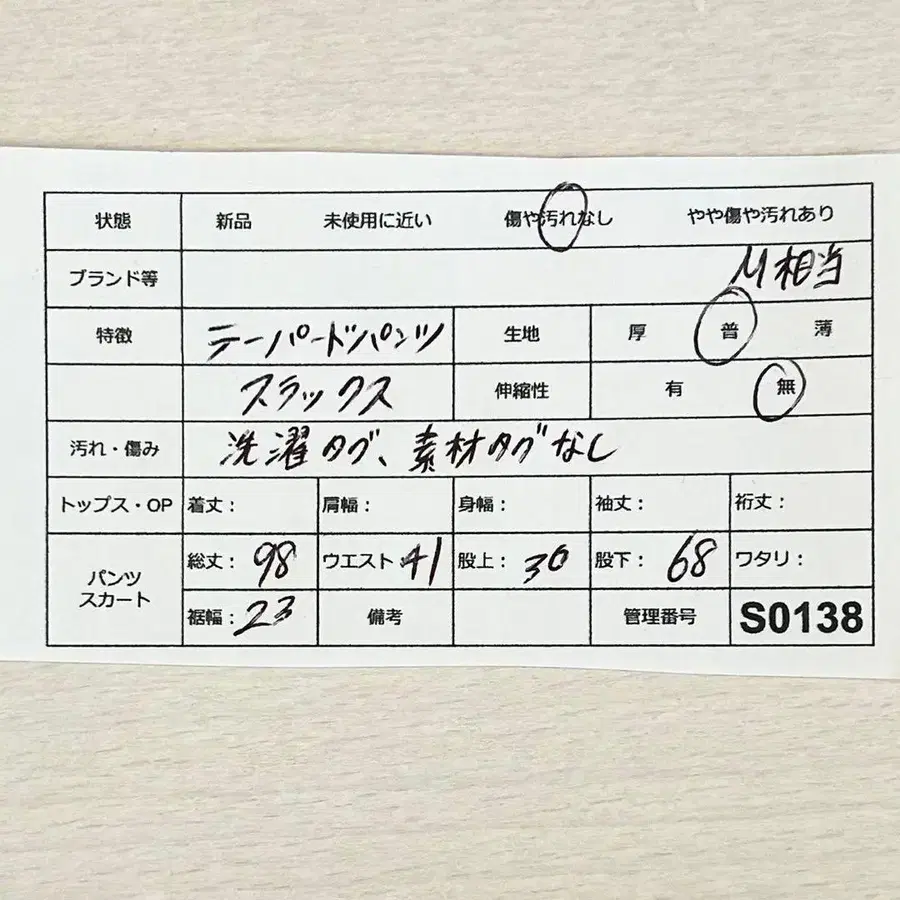 状態 新品 未使用に近い 傷や汚れなし やや傷や汚れあり
ブランド等 M相当
特徴 テーパードパンツ 生地 厚 普 薄
スラックス 伸縮性 有 無
汚れ・傷み 洗濯タグ、素材タグなし
トップス・OP 着丈： 肩幅： 身幅： 袖丈： 裄丈：
パンツ スカート 総丈：98 ウエスト 41 股上：30 股下：68 ワタリ：
裾幅：23 備考 管理番号 S0138